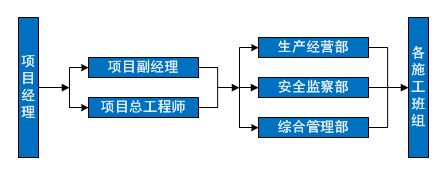 项目经理
项目副经理
项目总工程师
生产经营部
安全监察部
综合管理部
各施工班组